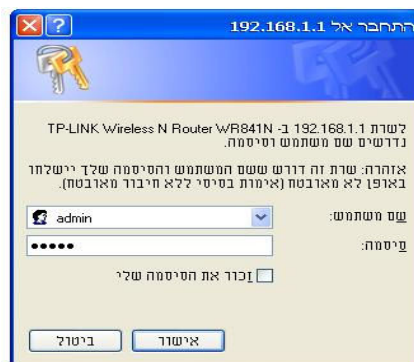 התחבר אל 192.168.1.1
לשרת 192.168.1.1 ב- TP-LINK Wireless N Router WR841N
נדרשים שם משתמש וסיסמה.
אזהרה: שרת זה דורש ששם המשתמש והסיסמה שלך יישלחו
באופן לא מאובטח (אימות בסיסי ללא חיבור מאובטח).
שם משתמש: admin
סיסמה: •••••
זכור את הסיסמה שלי
אישור ביטול